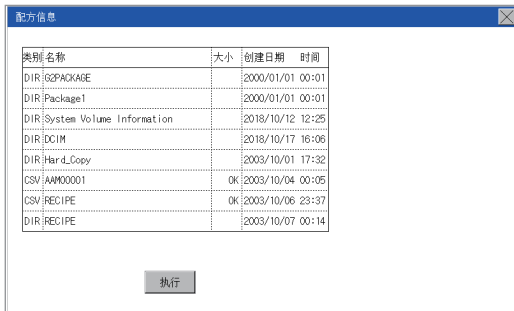 配方信息
类别 名称 大小 创建日期 时间
DIR G2PACKAGE 2000/01/01 00:01
DIR Package1 2000/01/01 00:01
DIR System Volume Information 2018/10/12 12:25
DIR DCIM 2018/10/17 16:06
DIR Hard_Copy 2003/10/01 17:32
CSV AAM00001 0K 2003/10/04 00:05
CSV RECIPE 0K 2003/10/06 23:37
DIR RECIPE 2003/10/07 00:14
执行